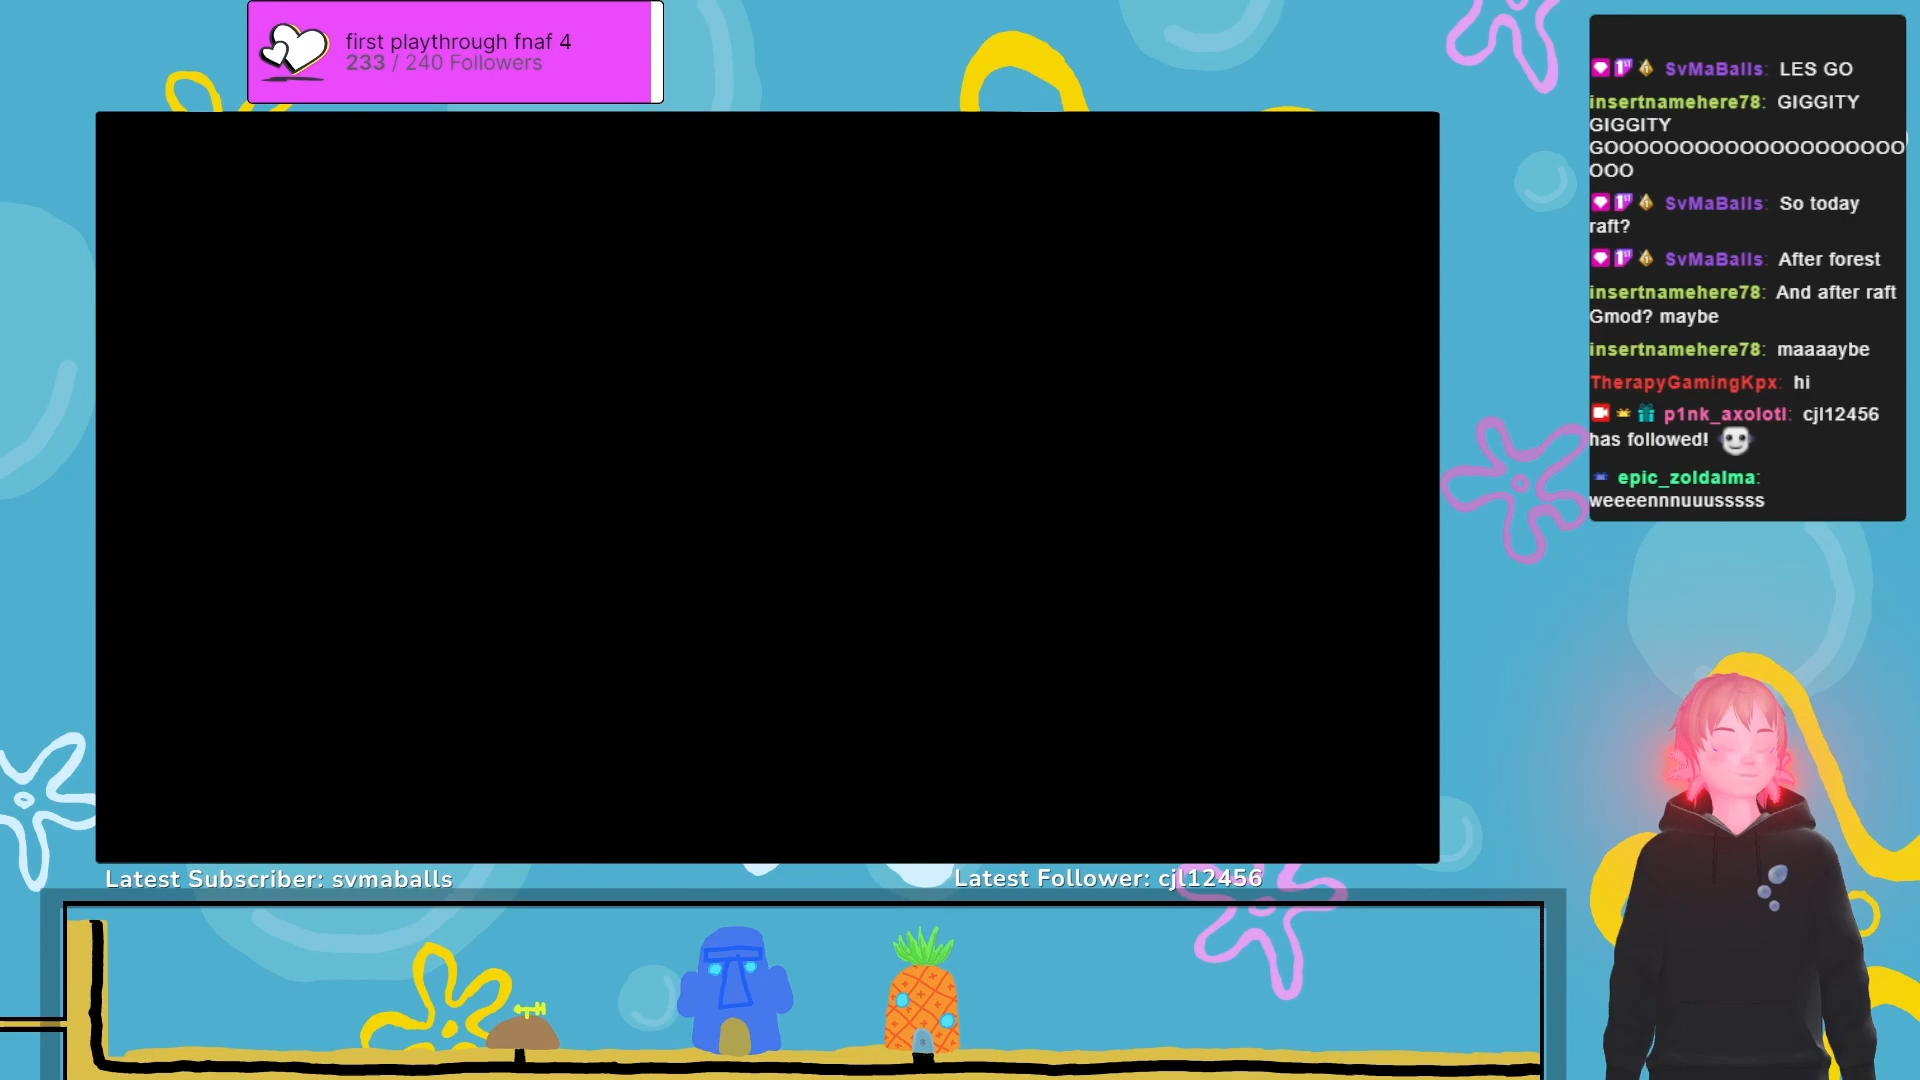 first playthrough fnaf 4
233 / 240 Followers
SvMaBalls: LES GO
insertnamehere78: GIGGITY
GIGGITY
GOOOOOOOOOOOOOOOOOOOO
OOO
SvMaBalls: So today
raft?
SvMaBalls: After forest
insertnamehere78: And after raft
Gmod? maybe
insertnamehere78: maaaaybe
TherapyGamingKpx: hi
p1nk_axolotl: cjl12456
has followed!
epic_zoldalma:
weeeennnuuusssss
Latest Subscriber: svmaballs
Latest Follower: cjl12456